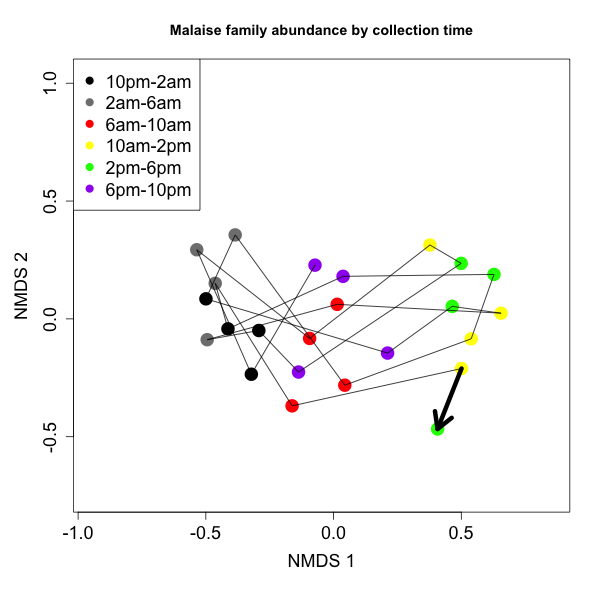 Malaise family abundance by collection time
10pm-2am
2am-6am
6am-10am
10am-2pm
2pm-6pm
6pm-10pm
1.0
0.5
0.0
-0.5
NMDS 2
-1.0 -0.5 0.0 0.5
NMDS 1